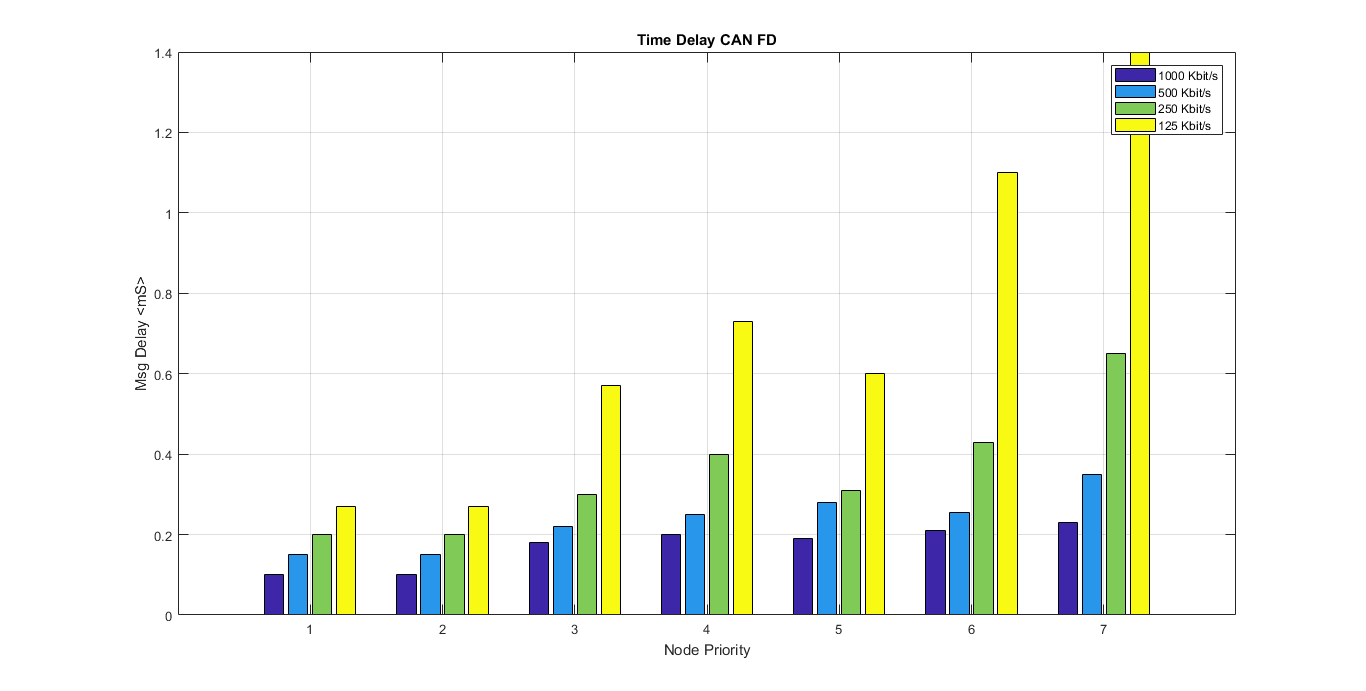 Time Delay CAN FD
1.4
1.2
1
0.8
0.6
0.4
0.2
0
Msg Delay <mS>
1000 Kbit/s
500 Kbit/s
250 Kbit/s
125 Kbit/s
1 2 3 4 5 6 7
Node Priority